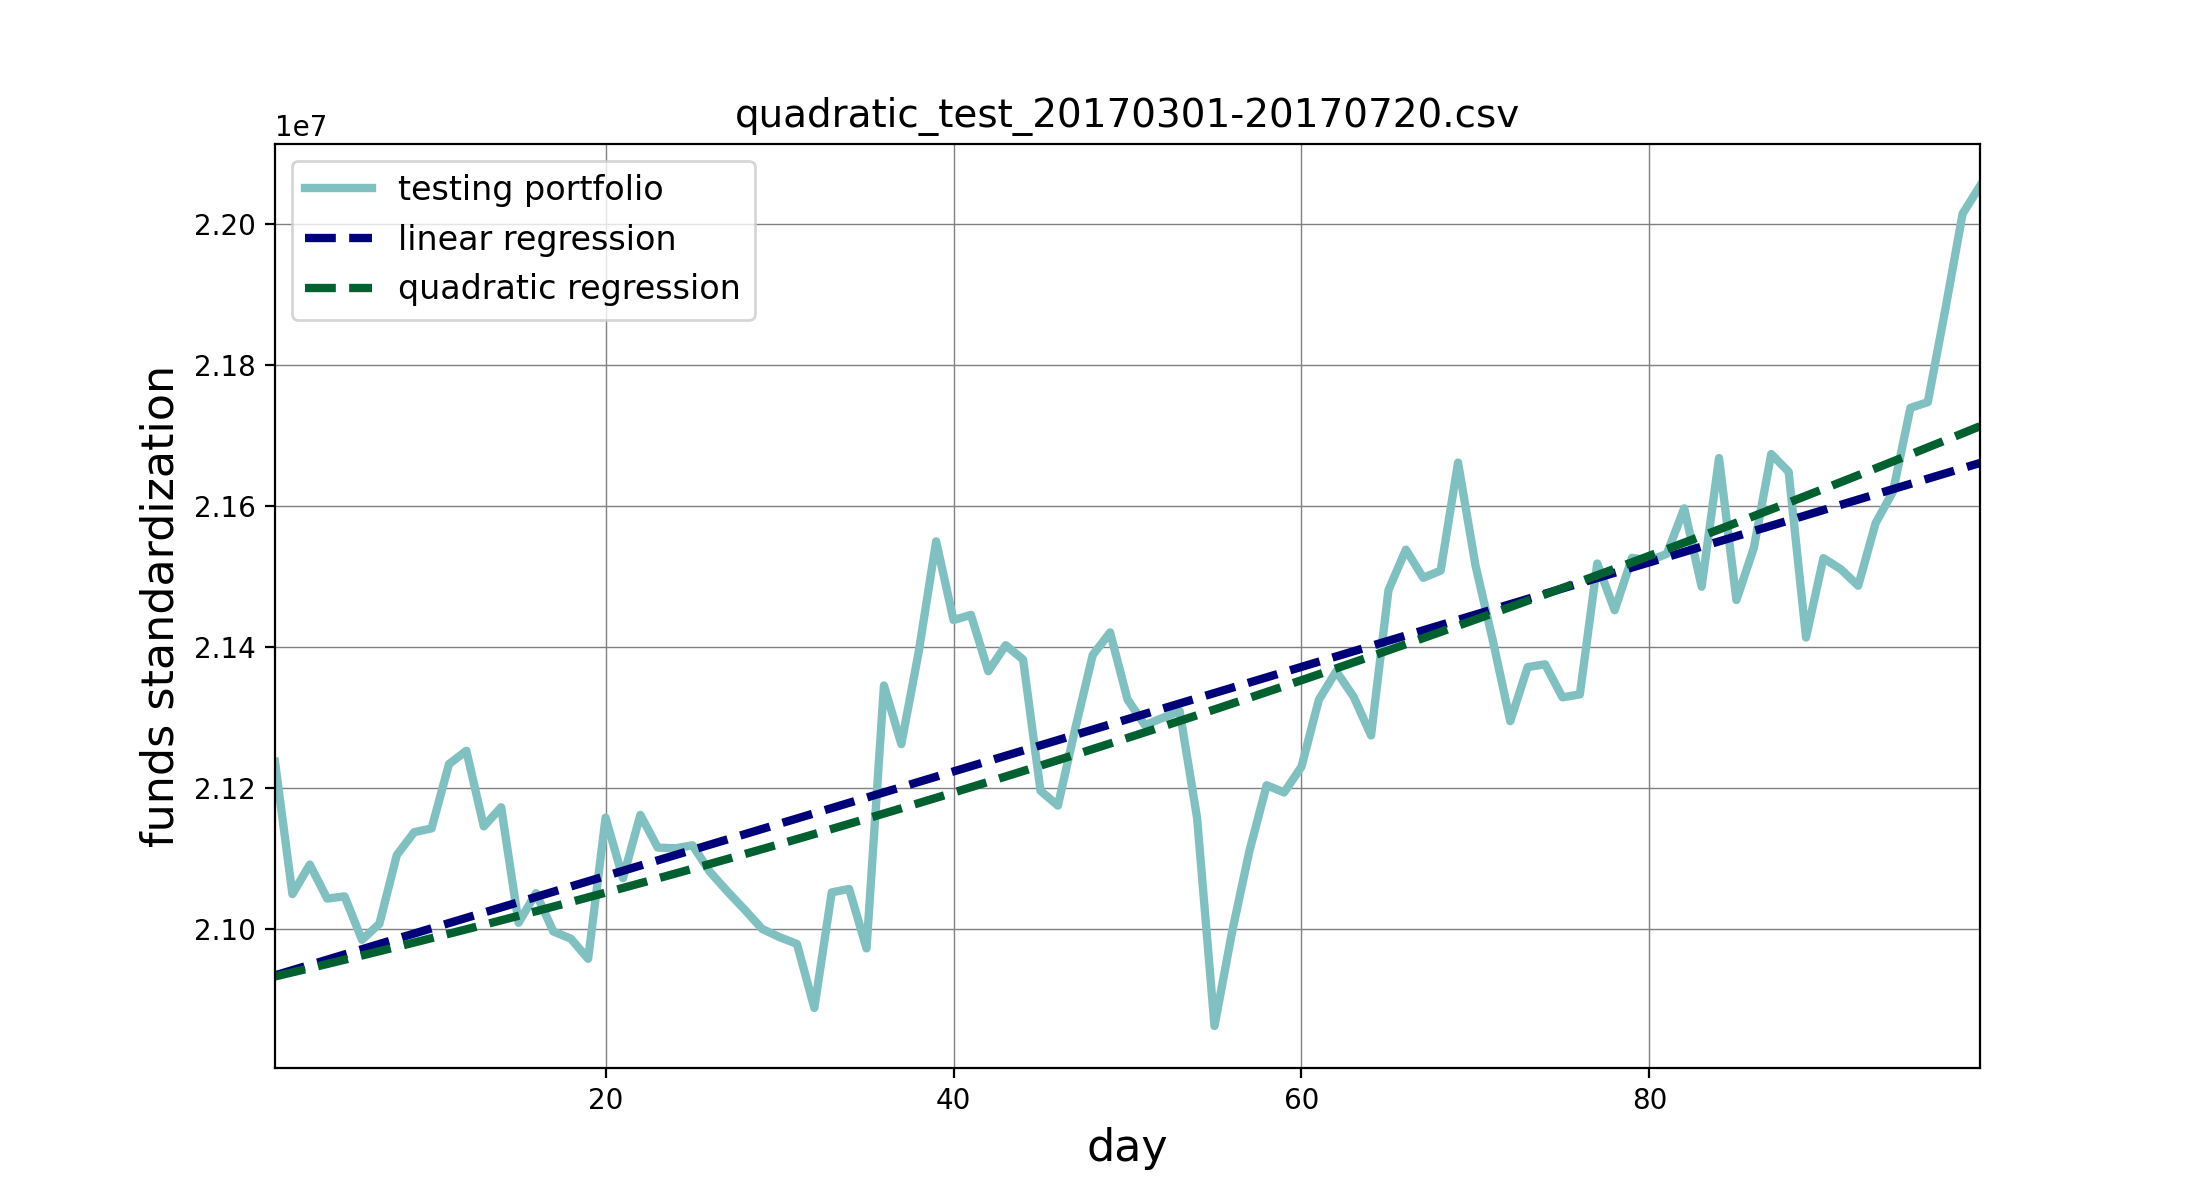 quadratic_test_20170301-20170720.csv
1e7
testing portfolio
linear regression
quadratic regression
2.20
2.18
2.16
2.14
2.12
2.10
funds standardization
20
40
60
80
day